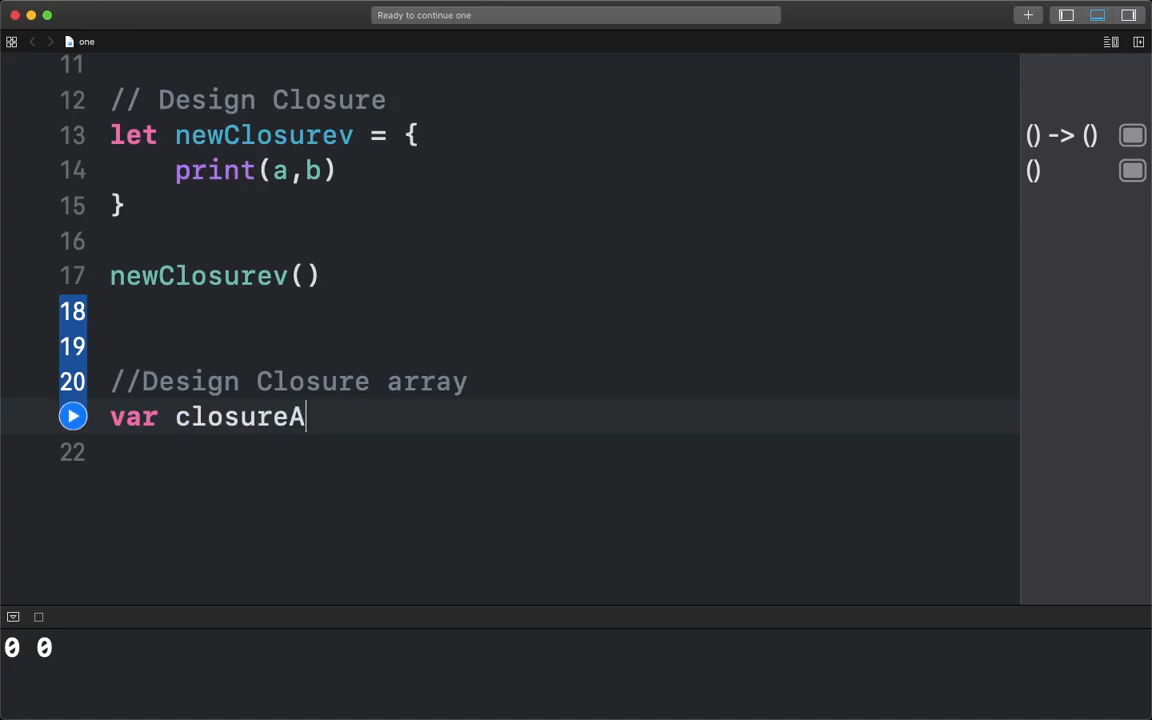 Ready to continue one
one
11
12 // Design Closure
13 let newClosurev = {
() -> ()
14 print(a,b)
()
15 }
16
17 newClosurev()
18
19
20 //Design Closure array
var closureA
22
0 0